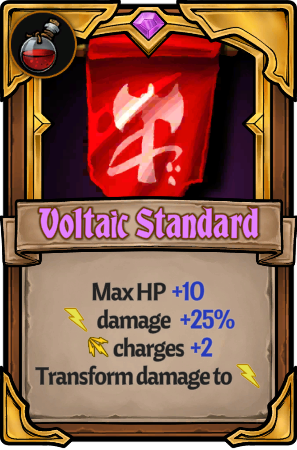 Voltaic Standard
Max HP +10
damage +25%
charges +2
Transform damage to